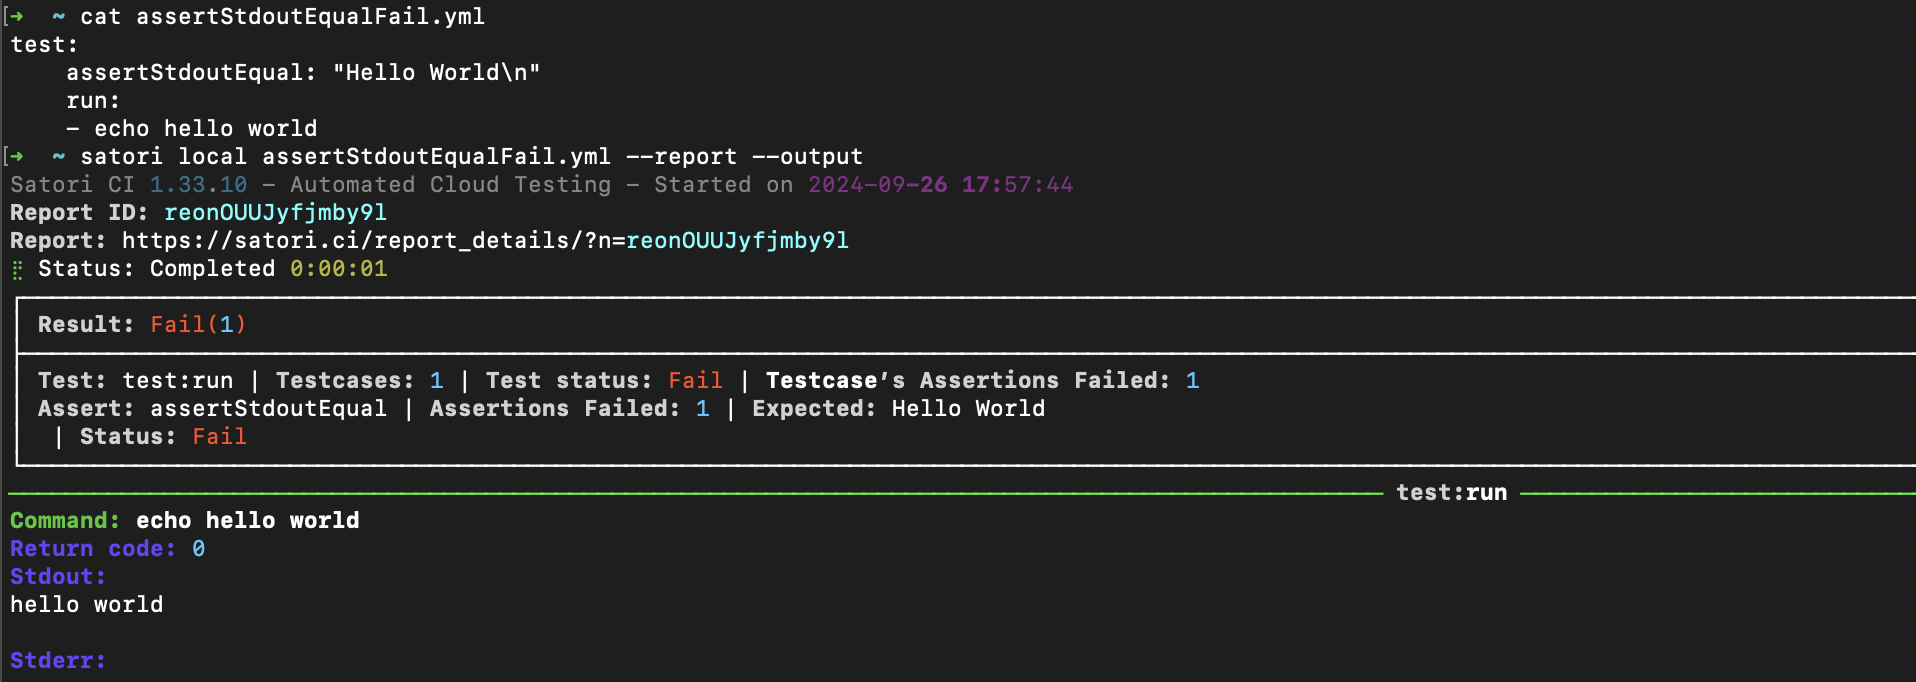 [➜  ~ cat assertStdoutEqualFail.yml
test:
    assertStdoutEqual: "Hello World\n"
    run:
    - echo hello world
[➜  ~ satori local assertStdoutEqualFail.yml --report --output
Satori CI 1.33.10 - Automated Cloud Testing - Started on 2024-09-26 17:57:44
Report ID: reonOUUJyfjmby9l
Report: https://satori.ci/report_details/?n=reonOUUJyfjmby9l
Status: Completed 0:00:01
Result: Fail(1)
Test: test:run | Testcases: 1 | Test status: Fail | Testcase's Assertions Failed: 1
Assert: assertStdoutEqual | Assertions Failed: 1 | Expected: Hello World
 | Status: Fail
test:run
Command: echo hello world
Return code: 0
Stdout:
hello world
Stderr: